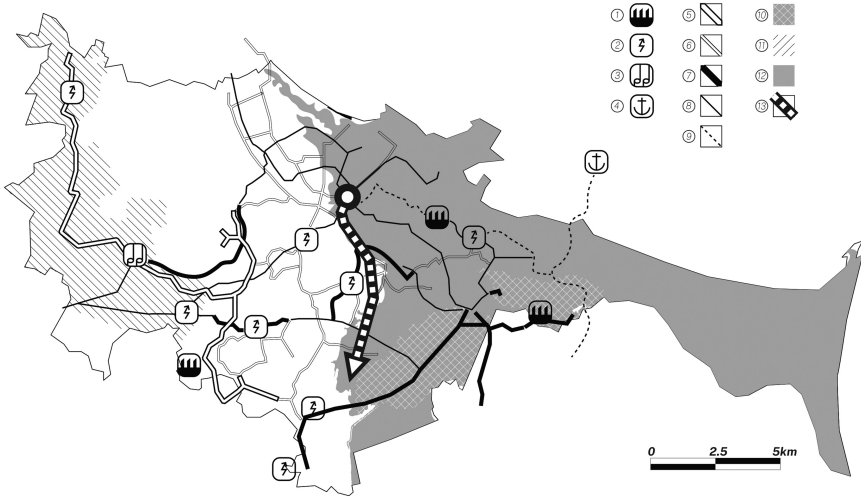 ① ⑤ ⑩
② ⑥ ⑪
③ ⑦ ⑫
④ ⑧ ⑬
⑨
0 2.5 5km